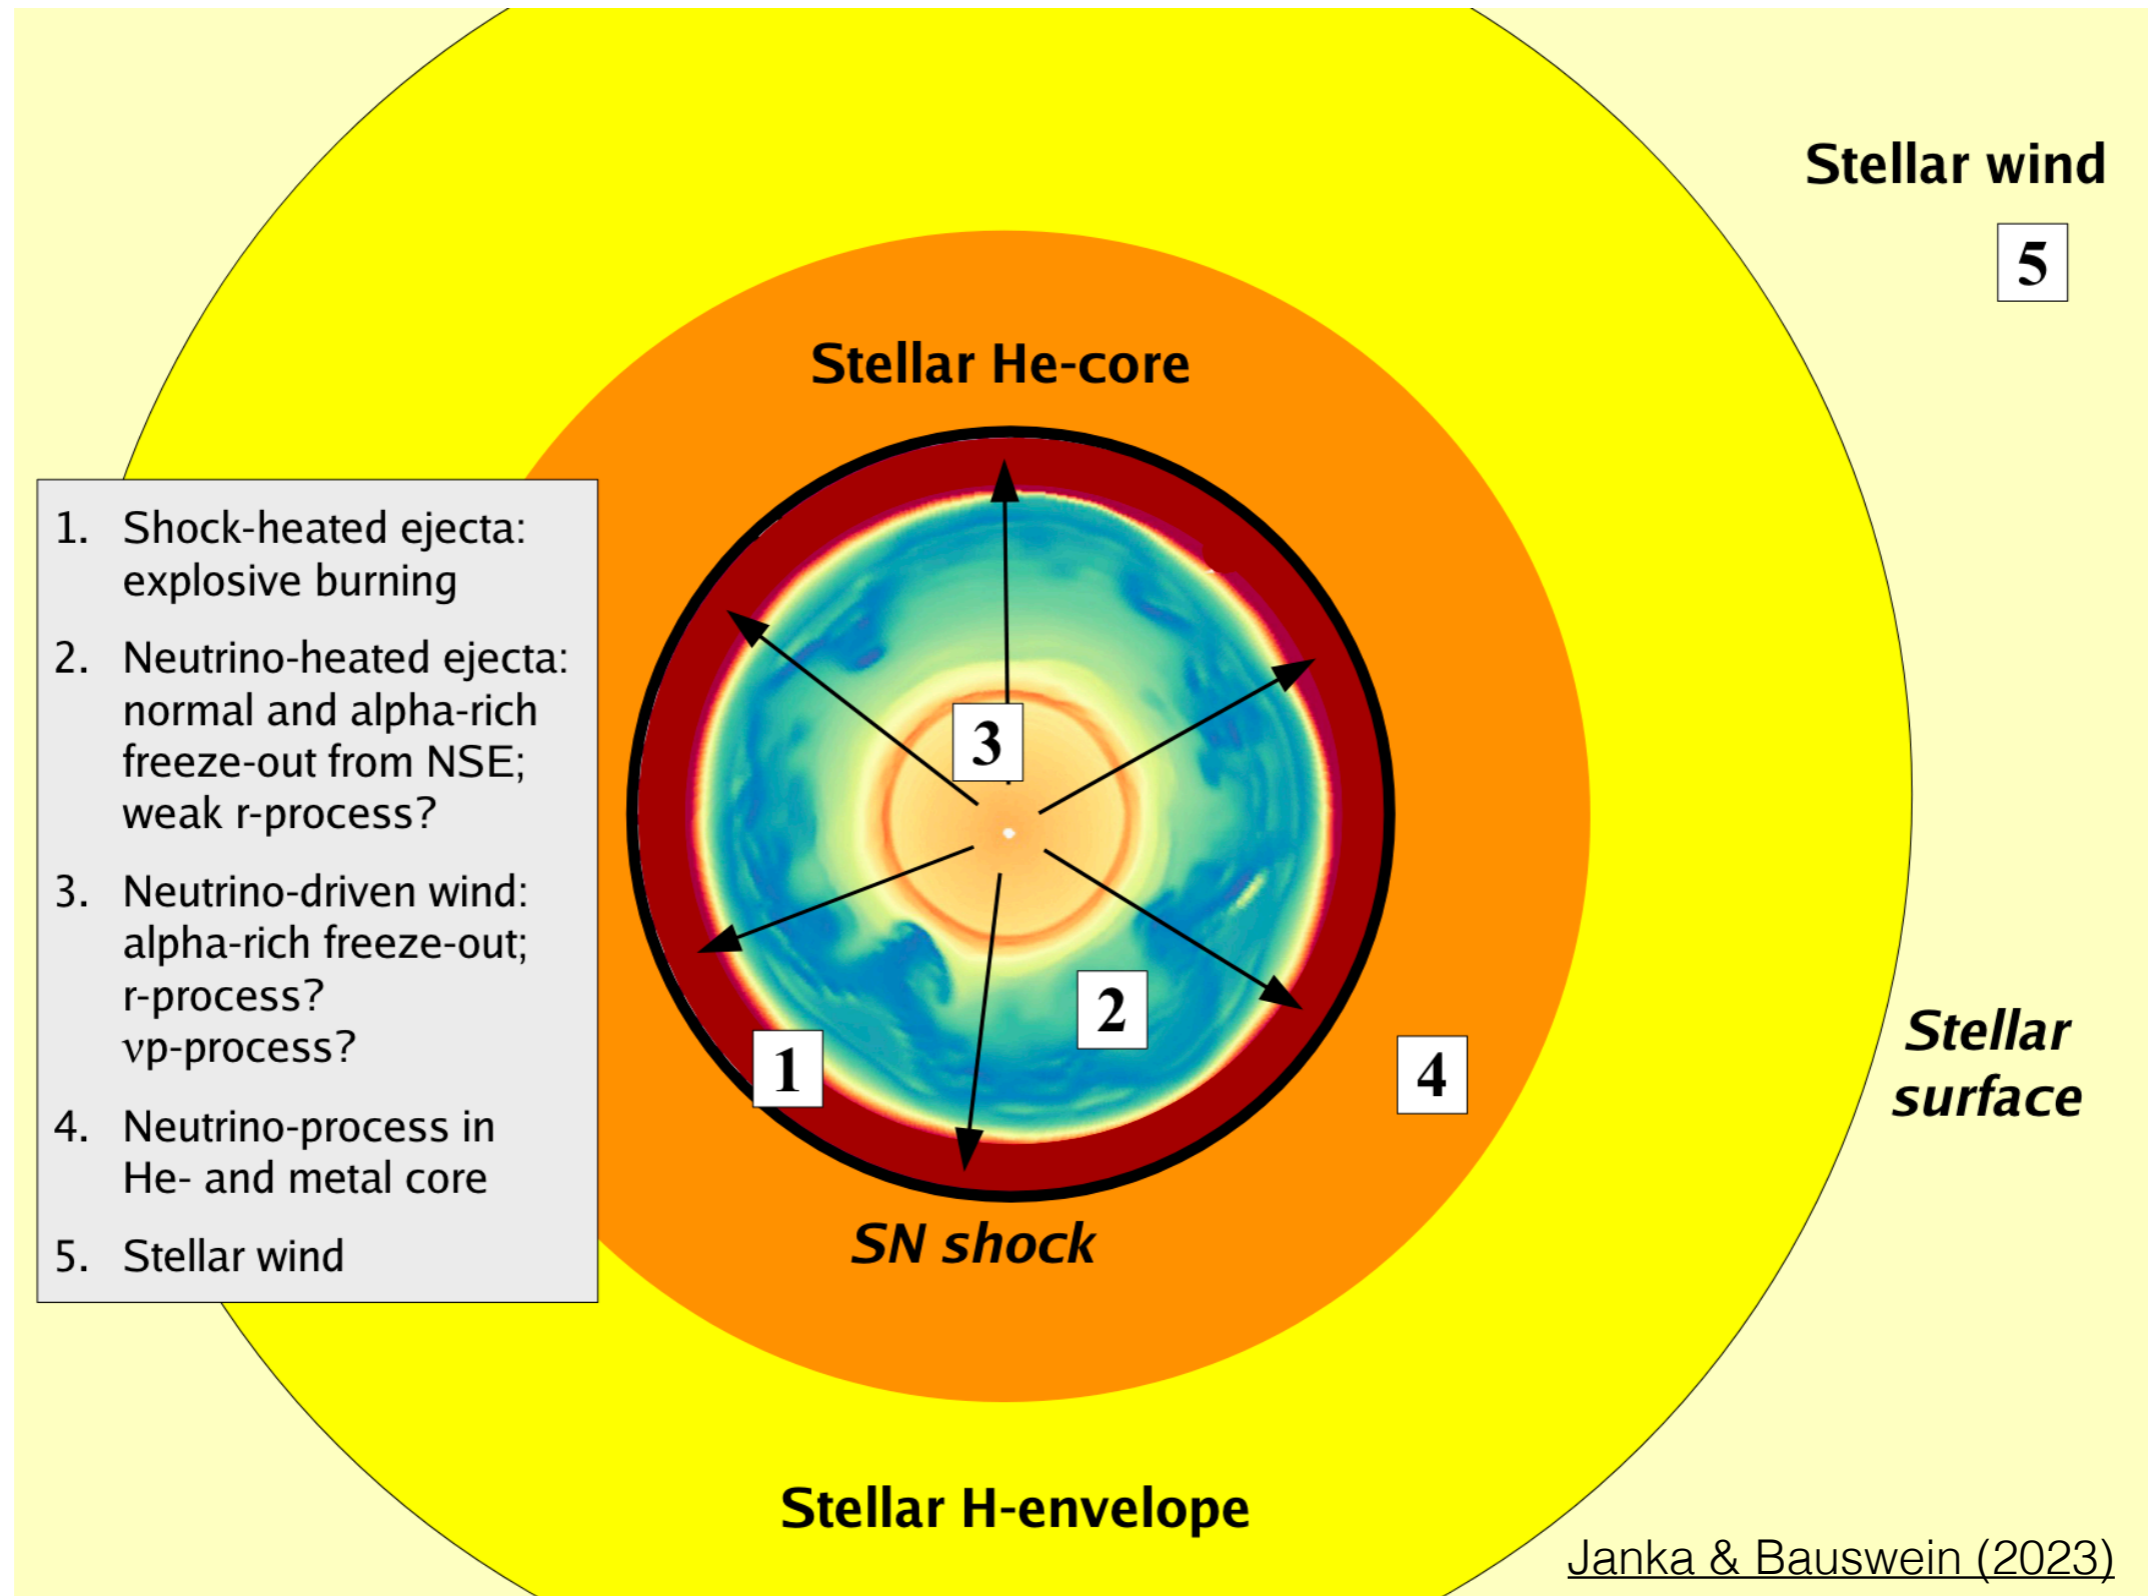 Stellar wind
5
Stellar He-core
1. Shock-heated ejecta:
explosive burning
2. Neutrino-heated ejecta:
normal and alpha-rich
freeze-out from NSE;
weak r-process?
3. Neutrino-driven wind:
alpha-rich freeze-out;
r-process?
νp-process?
4. Neutrino-process in
He- and metal core
5. Stellar wind
3
2
1
4
Stellar
surface
SN shock
Stellar H-envelope
Janka & Bauswein (2023)